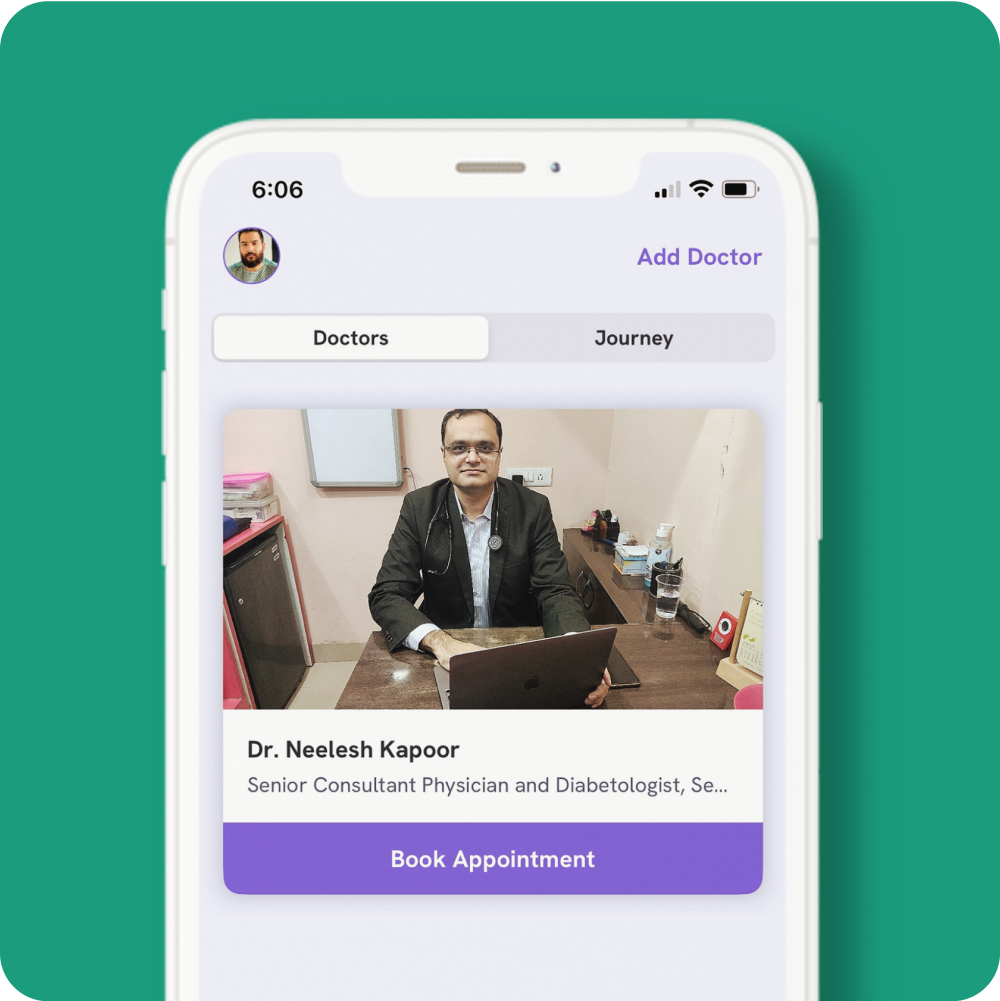 6:06
Add Doctor
Doctors
Journey
Dr. Neelesh Kapoor
Senior Consultant Physician and Diabetologist, Se...
Book Appointment